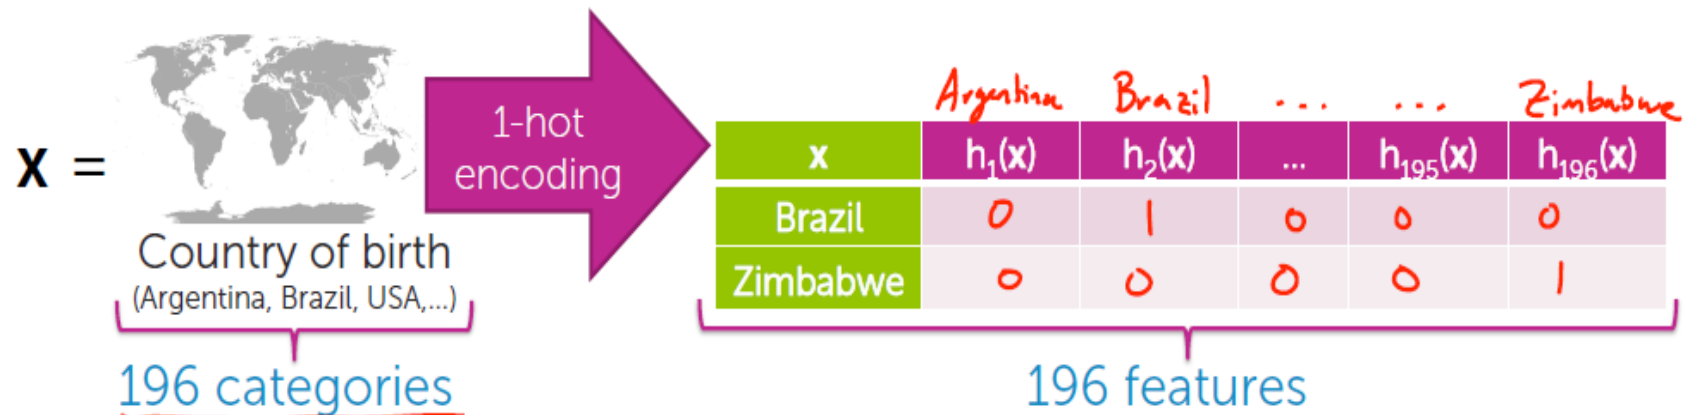 X =
Country of birth
(Argentina, Brazil, USA,...)
196 categories
1-hot
encoding
Argentina Brazil ... ... Zimbabwe
x h₁(x) h₂(x) ... h₁₉₅(x) h₁₉₆(x)
Brazil 0 1 0 0 0
Zimbabwe 0 0 0 0 1
196 features